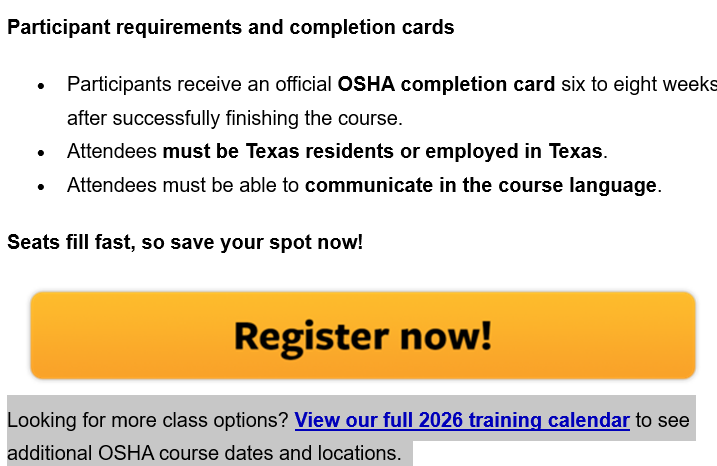 Participant requirements and completion cards
• Participants receive an official OSHA completion card six to eight weeks
after successfully finishing the course.
• Attendees must be Texas residents or employed in Texas.
• Attendees must be able to communicate in the course language.
Seats fill fast, so save your spot now!
Register now!
Looking for more class options? View our full 2026 training calendar to see
additional OSHA course dates and locations.